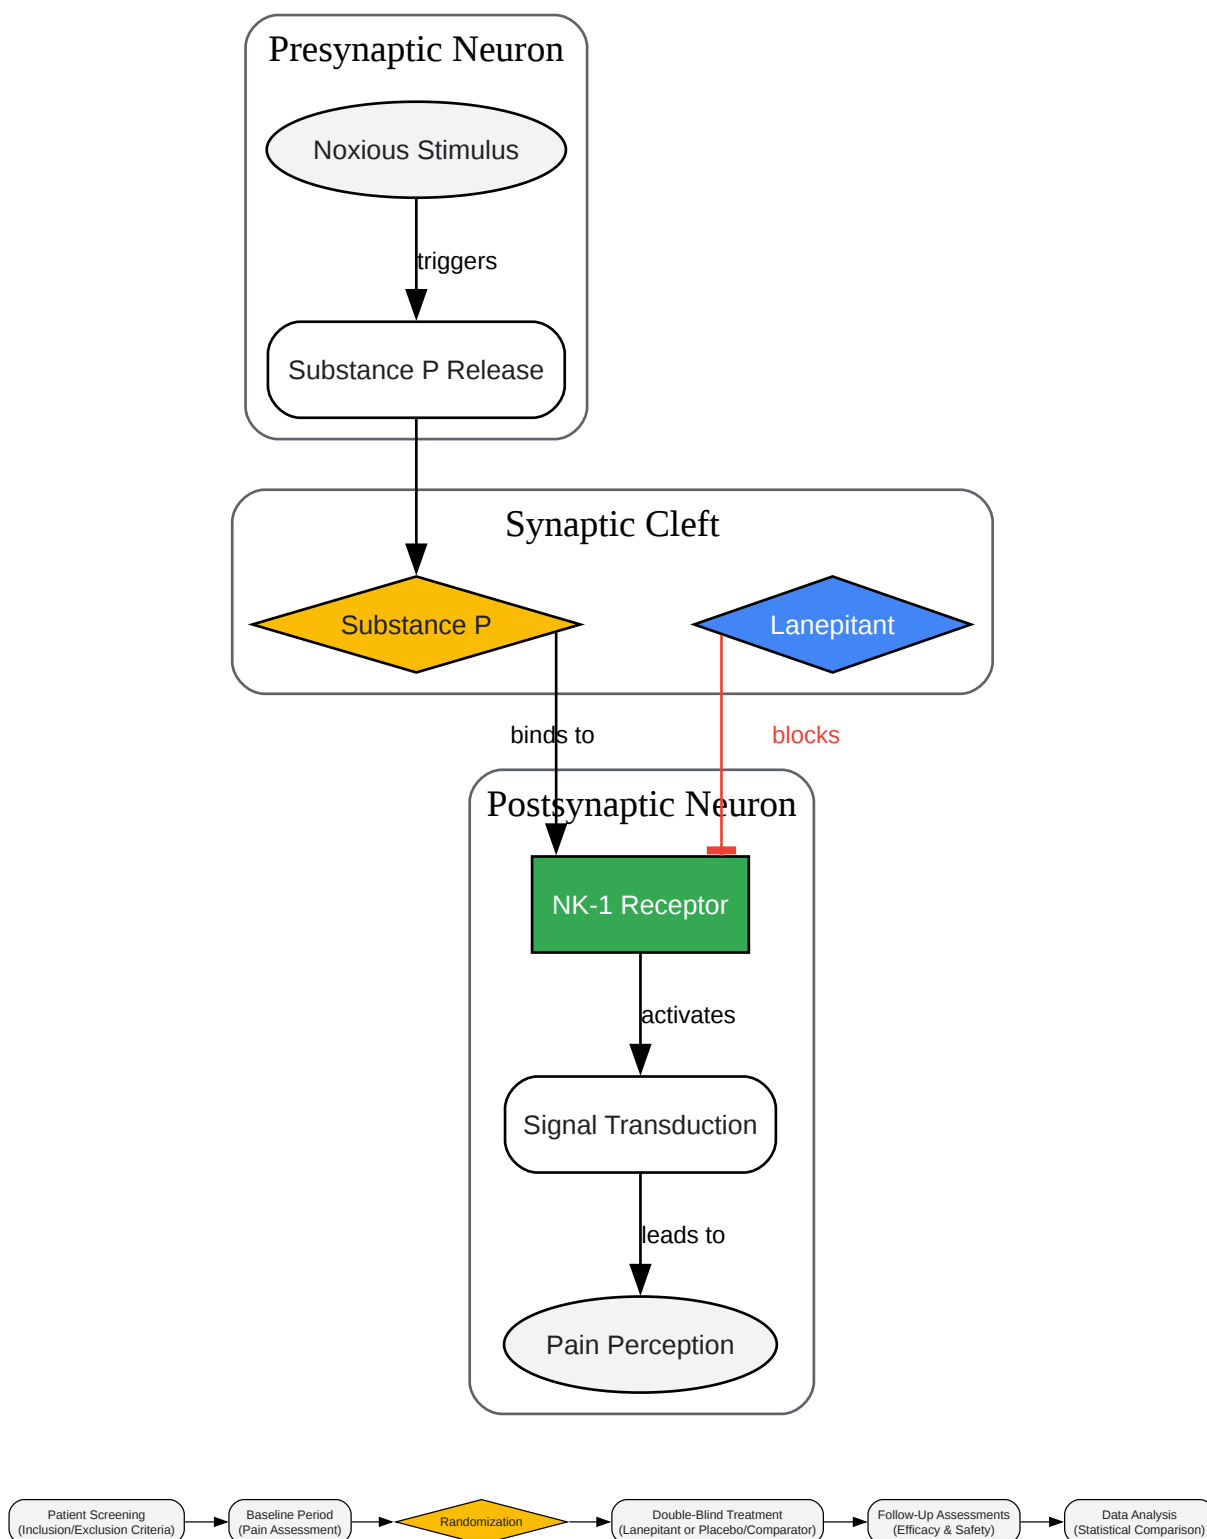 Presynaptic Neuron
Noxious Stimulus
triggers
Substance P Release
Synaptic Cleft
Substance P
Lanepitant
binds to
blocks
Postsynaptic Neuron
NK-1 Receptor
activates
Signal Transduction
leads to
Pain Perception
Patient Screening
(Inclusion/Exclusion Criteria)
Baseline Period
(Pain Assessment)
Randomization
Double-Blind Treatment
(Lanepitant or Placebo/Comparator)
Follow-Up Assessments
(Efficacy & Safety)
Data Analysis
(Statistical Comparison)